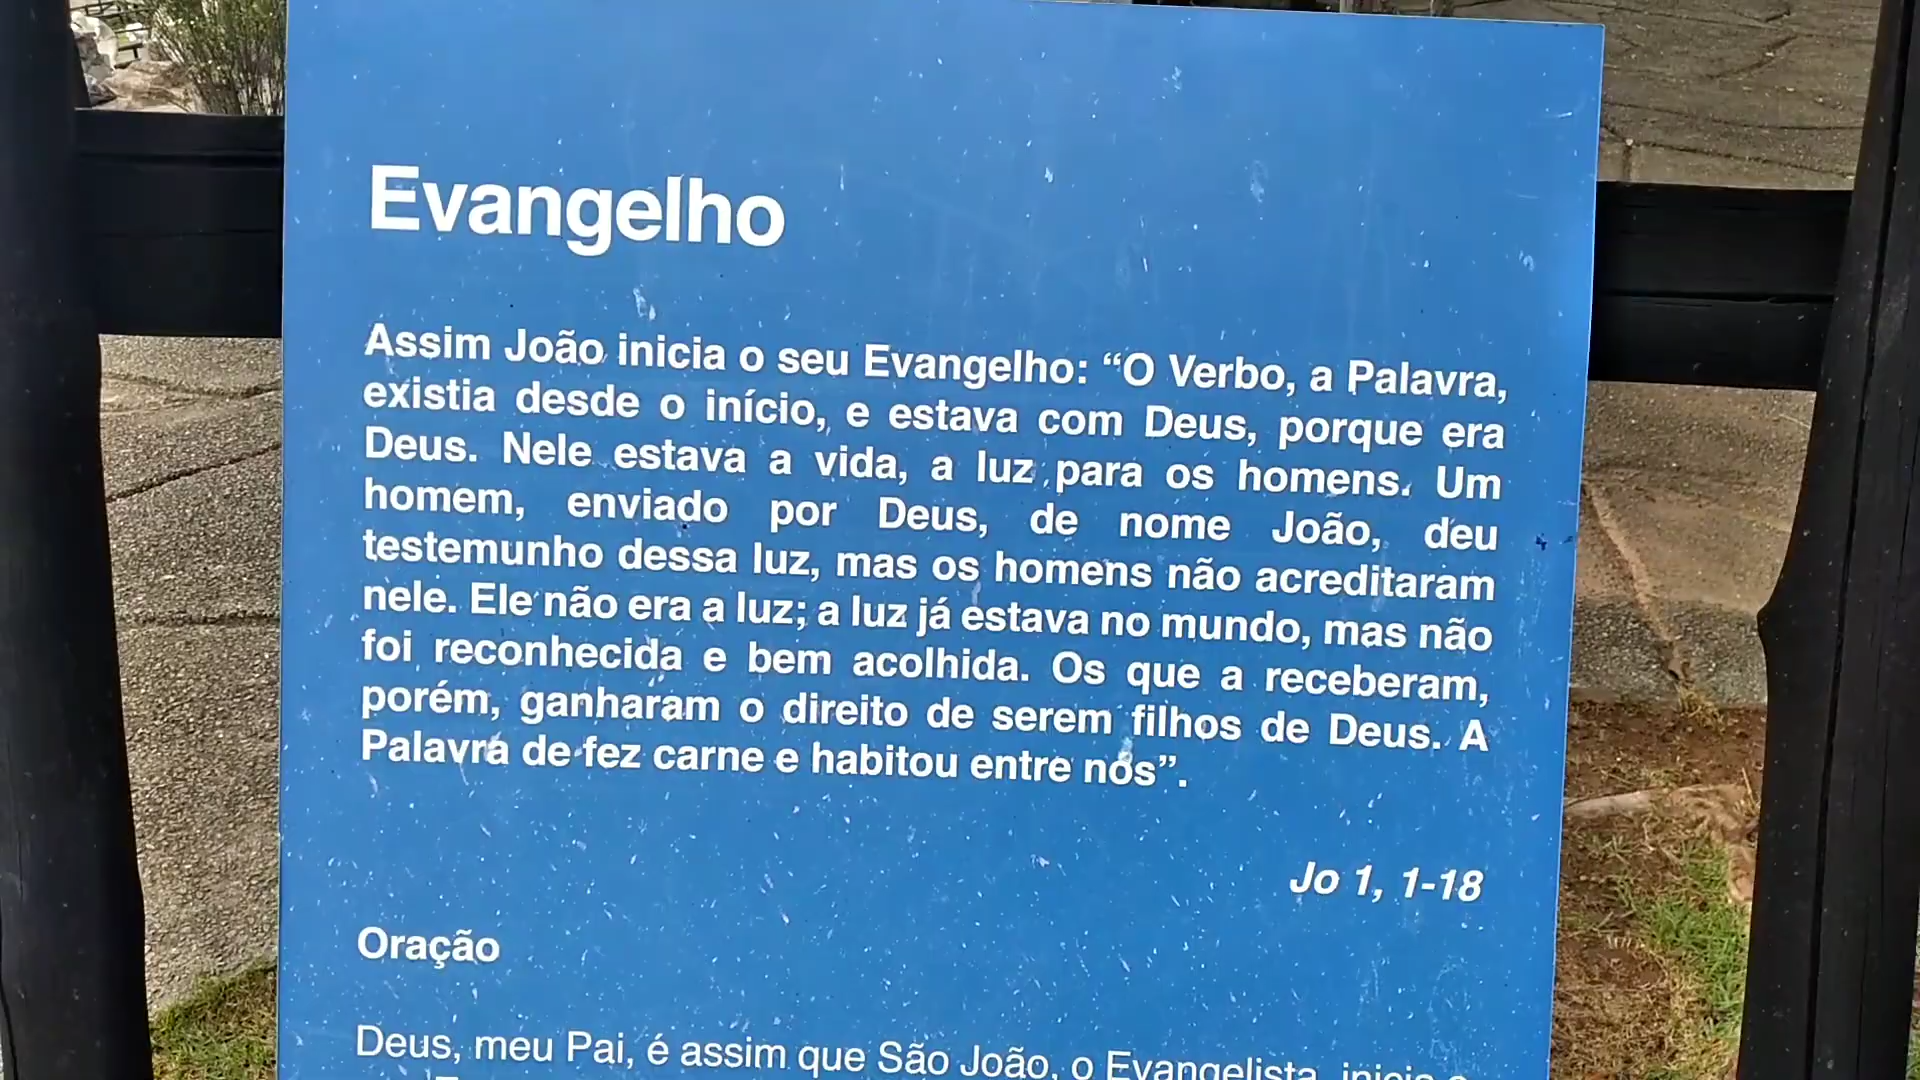 Evangelho
Assim João inicia o seu Evangelho: “O Verbo, a Palavra,
existia desde o início, e estava com Deus, porque era
Deus. Nele estava a vida, a luz para os homens. Um
homem, enviado por Deus, de nome João, deu
testemunho dessa luz, mas os homens não acreditaram
nele. Ele não era a luz; a luz já estava no mundo, mas não
foi reconhecida e bem acolhida. Os que a receberam,
porém, ganharam o direito de serem filhos de Deus. A
Palavra de fez carne e habitou entre nós”.
Jo 1, 1-18
Oração
Deus, meu Pai, é assim que São João, o Evangelista, inicia o